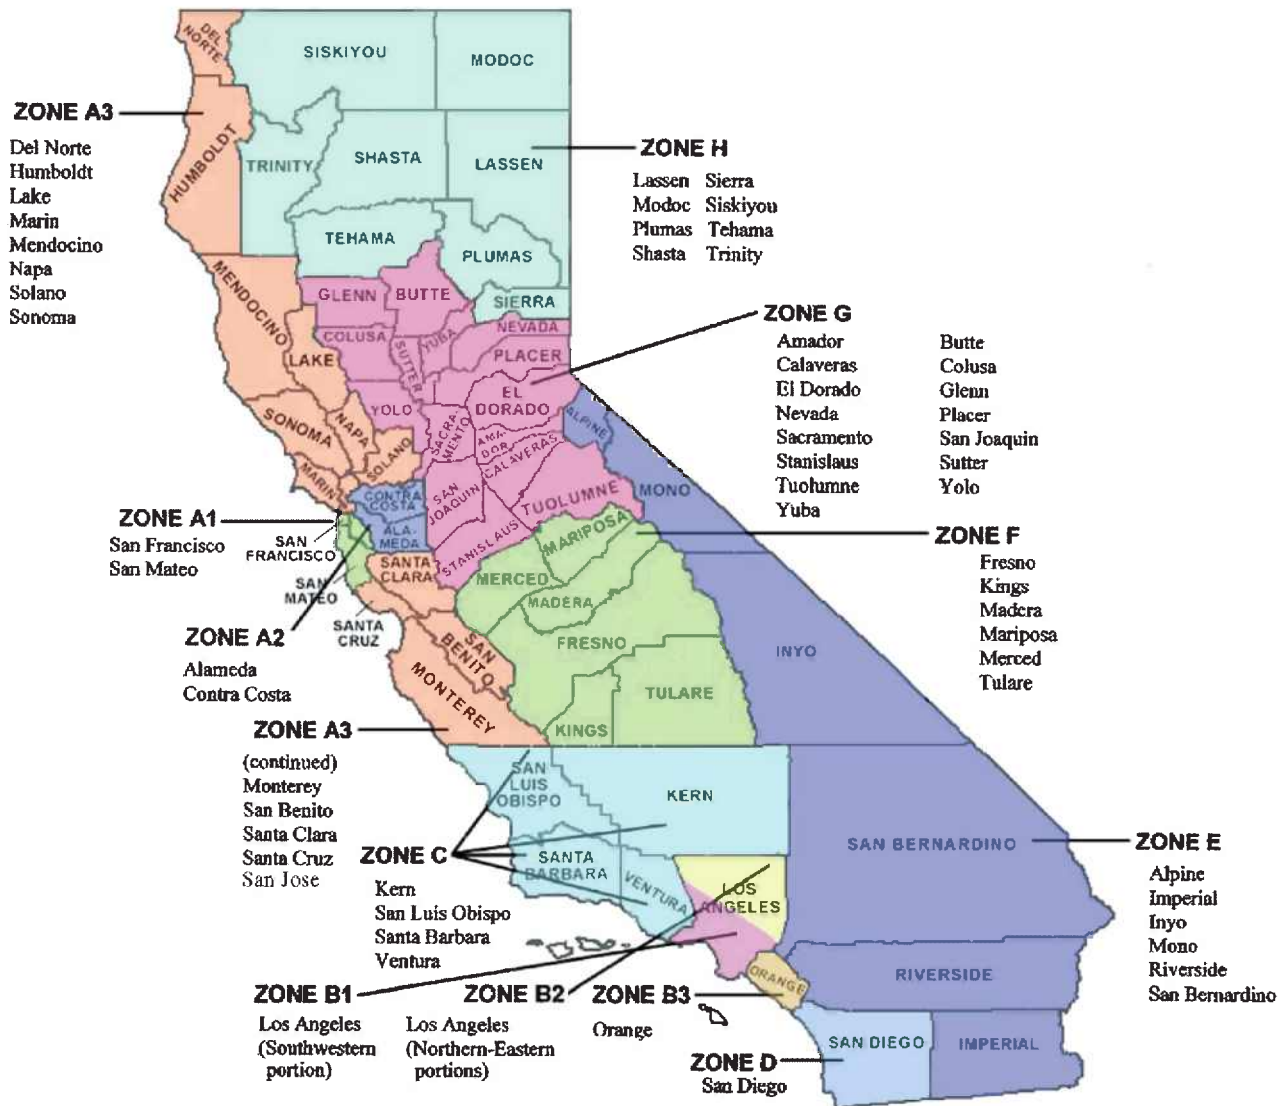 DEL
NORTE
SISKIYOU
MODOC
ZONE A3
Del Norte
Humboldt
Lake
Marin
Mendocino
Napa
Solano
Sonoma
HUMBOLDT
TRINITY
SHASTA
LASSEN
ZONE H
Lassen Sierra
Modoc Siskiyou
Plumas Tehama
Shasta Trinity
TEHAMA
PLUMAS
MENDOCINO
GLENN
BUTTE
SIERRA
COLUSA
SUTTER
YUBA
NEVADA
PLACER
LAKE
EL
DORADO
ZONE G
Amador Butte
Calaveras Colusa
El Dorado Glenn
Nevada Placer
Sacramento San Joaquin
Stanislaus Sutter
Tuolumne Yolo
Yuba
YOLO
SONOMA
NAPA
SOLANO
SACRA-
MENTO
AMA-
DOR
CALAVERAS
ALPINE
MARIN
CONTRA
COSTA
ALA-
MEDA
SAN
JOAQUIN
TUOLUMNE
MONO
ZONE A1
San Francisco
San Mateo
SAN
FRANCISCO
SAN
MATEO
SANTA
CLARA
STANISLAUS
MARIPOSA
MERCED
MADERA
ZONE F
Fresno
Kings
Madera
Mariposa
Merced
Tulare
SANTA
CRUZ
ZONE A2
Alameda
Contra Costa
SAN
BENITO
FRESNO
INYO
MONTEREY
TULARE
KINGS
ZONE A3
(continued)
Monterey
San Benito
Santa Clara
Santa Cruz
San Jose
SAN
LUIS
OBISPO
KERN
SAN BERNARDINO
ZONE C
Kern
San Luis Obispo
Santa Barbara
Ventura
SANTA
BARBARA
VENTURA
LOS
ANGELES
ZONE E
Alpine
Imperial
Inyo
Mono
Riverside
San Bernardino
RIVERSIDE
ORANGE
ZONE B1
Los Angeles
(Southwestern
portion)
ZONE B2
Los Angeles
(Northern-Eastern
portions)
ZONE B3
Orange
SAN DIEGO
IMPERIAL
ZONE D
San Diego